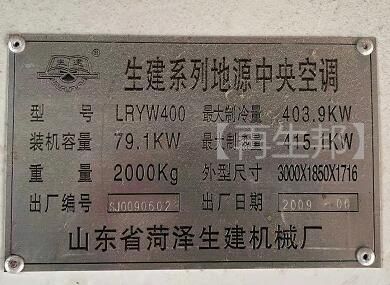 生建
生建系列地源中央空调
型号 LRYW400 最大制冷量 403.9KW
装机容量 79.1KW 最大制热量 415.1KW
重量 2000Kg 外型尺寸 3000X1850X1716
出厂编号 SJ0090602 出厂日期 2009 06
山东省菏泽生建机械厂
【再生邦】